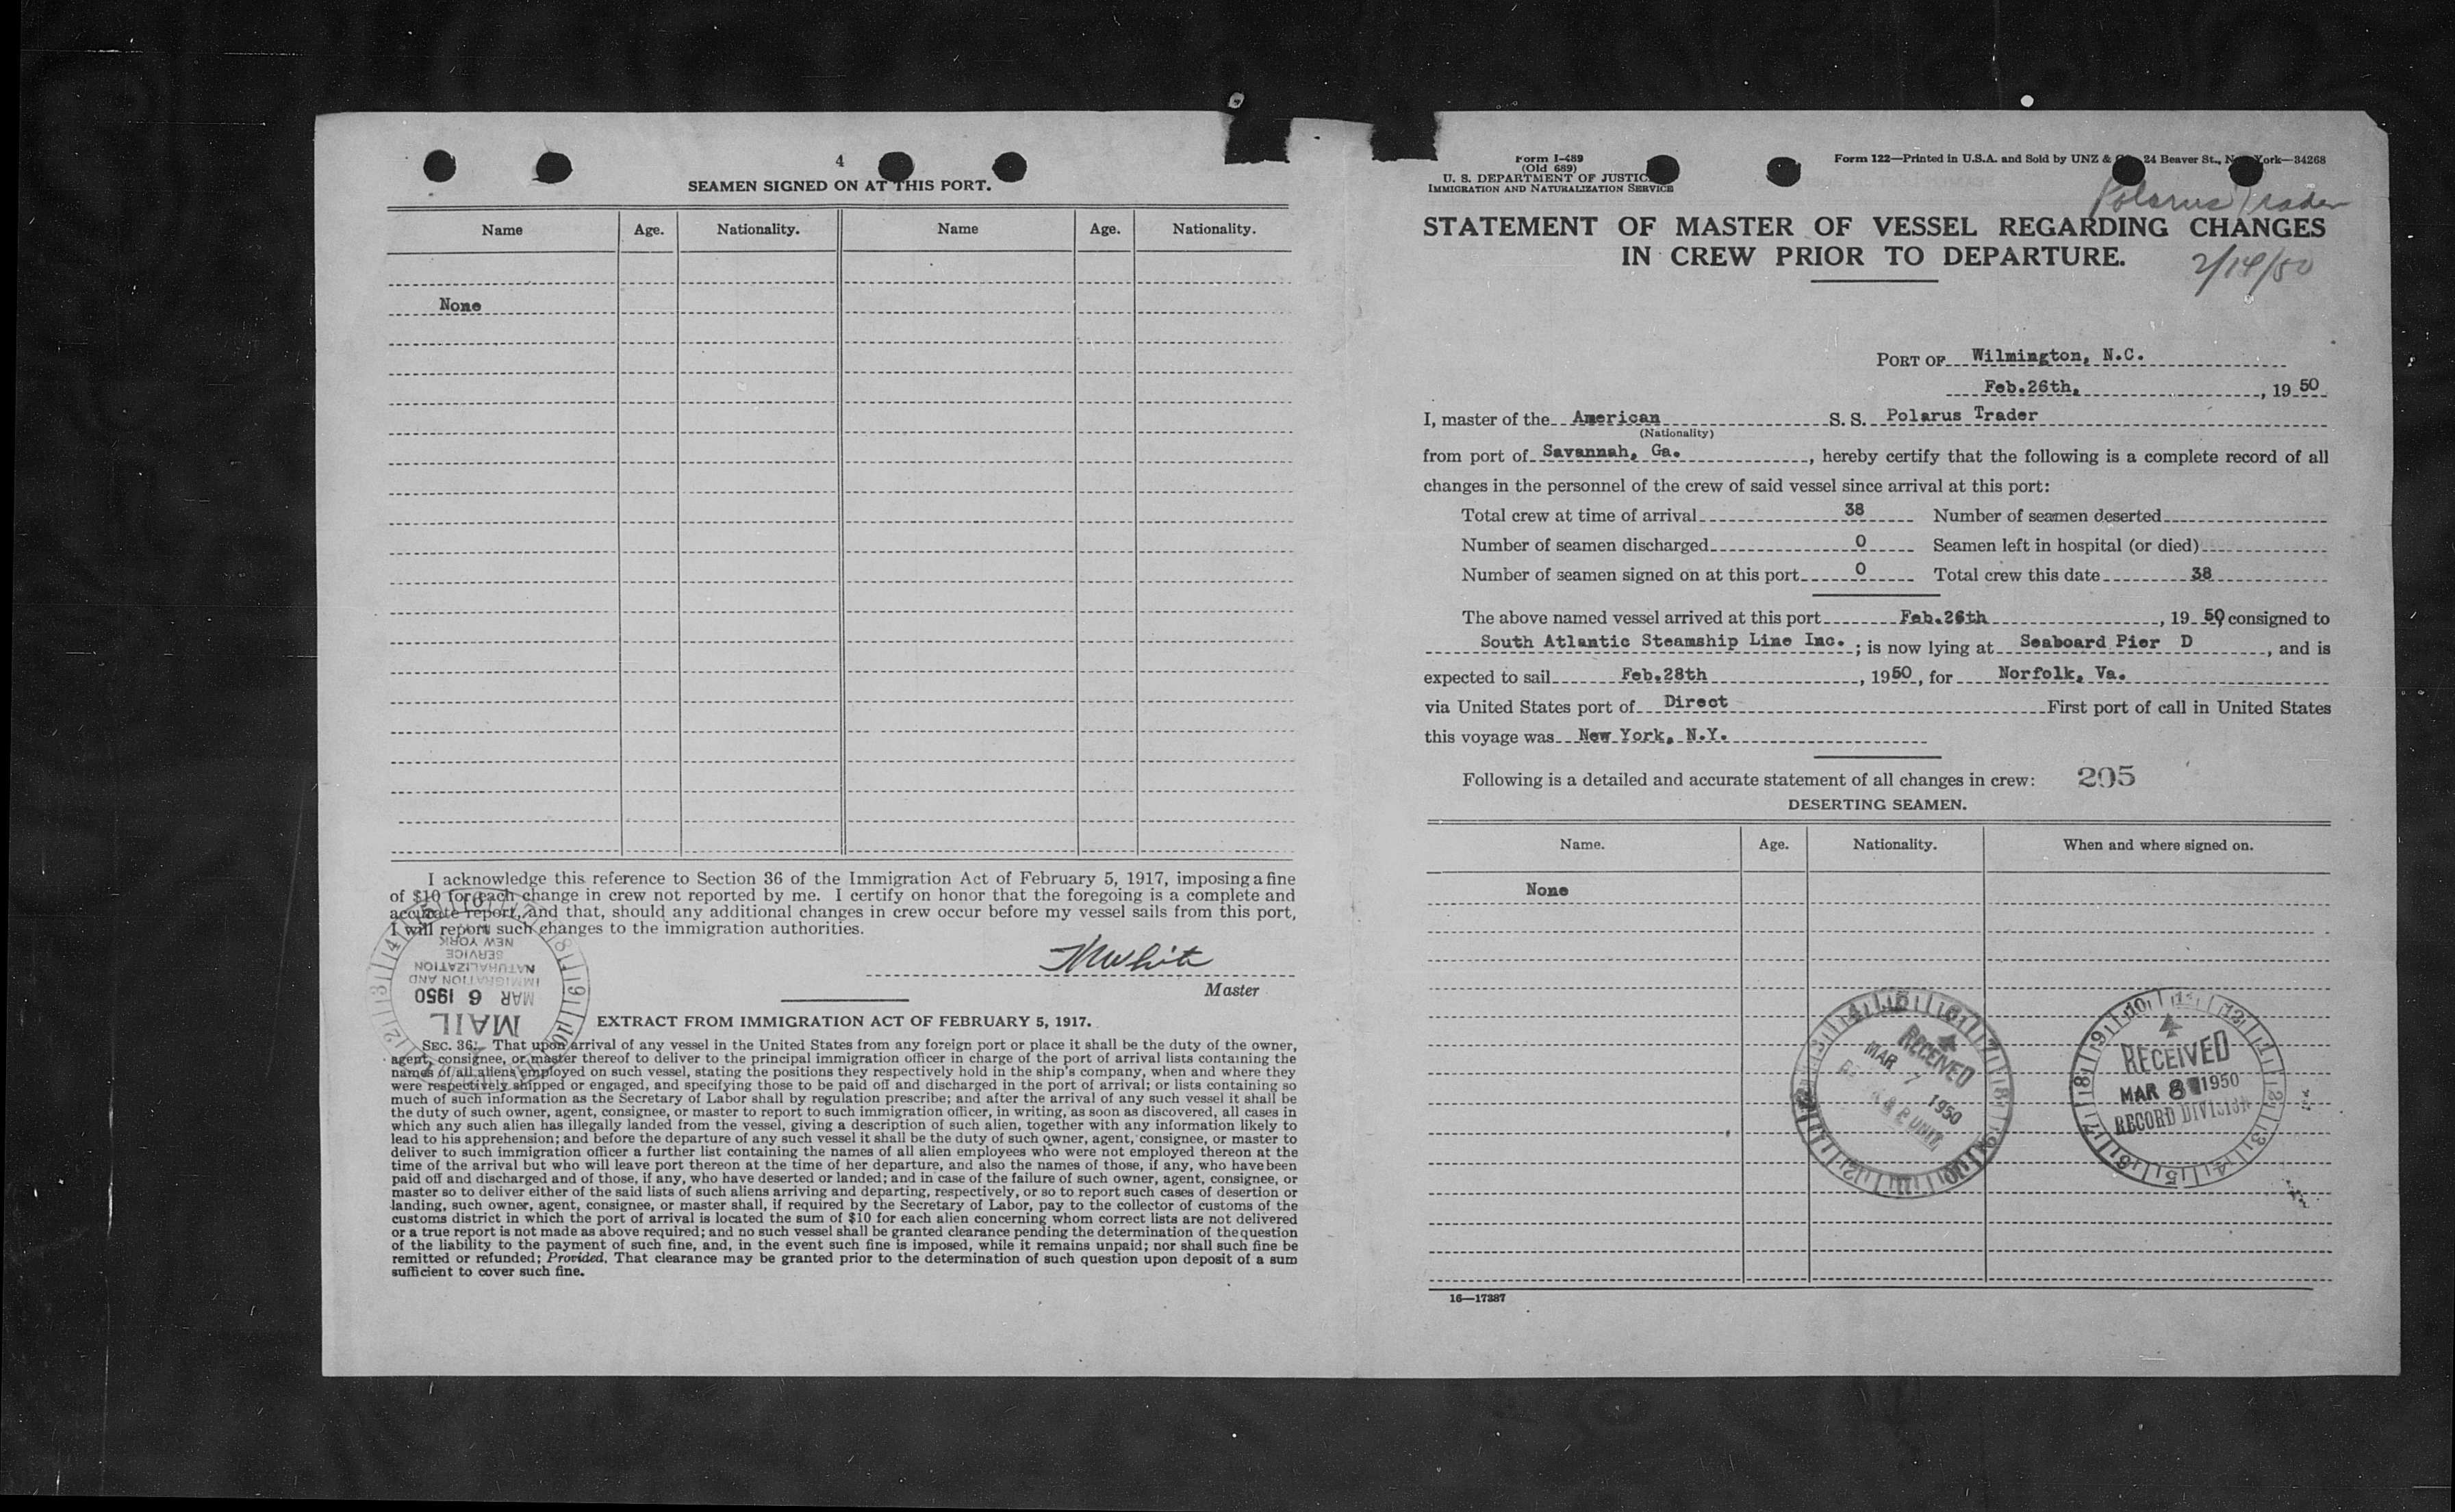 4
SEAMEN SIGNED ON AT THIS PORT.
Name Age. Nationality. Name Age. Nationality.
None
I acknowledge this reference to Section 36 of the Immigration Act of February 5, 1917, imposing a fine
of $10 for each change in crew not reported by me. I certify on honor that the foregoing is a complete and
accurate report, and that, should any additional changes in crew occur before my vessel sails from this port,
I will report such changes to the immigration authorities.
Master
NEW YORK
SERVICE
NATURALIZATION
IMMIGRATION AND
MAR 6 1950
MAIL
EXTRACT FROM IMMIGRATION ACT OF FEBRUARY 5, 1917.
SEC. 36. That upon arrival of any vessel in the United States from any foreign port or place it shall be the duty of the owner,
agent, consignee, or master thereof to deliver to the principal immigration officer in charge of the port of arrival lists containing the
names of all aliens employed on such vessel, stating the positions they respectively hold in the ship's company, when and where they
were respectively shipped or engaged, and specifying those to be paid off and discharged in the port of arrival; or lists containing so
much of such information as the Secretary of Labor shall by regulation prescribe; and after the arrival of any such vessel it shall be
the duty of such owner, agent, consignee, or master to report to such immigration officer, in writing, as soon as discovered, all cases in
which any such alien has illegally landed from the vessel, giving a description of such alien, together with any information likely to
lead to his apprehension; and before the departure of any such vessel it shall be the duty of such owner, agent, consignee, or master to
deliver to such immigration officer a further list containing the names of all alien employees who were not employed thereon at the
time of the arrival but who will leave port thereon at the time of her departure, and also the names of those, if any, who have been
paid off and discharged and of those, if any, who have deserted or landed; and in case of the failure of such owner, agent, consignee, or
master so to deliver either of the said lists of such aliens arriving and departing, respectively, or so to report such cases of desertion or
landing, such owner, agent, consignee, or master shall, if required by the Secretary of Labor, pay to the collector of customs of the
customs district in which the port of arrival is located the sum of $10 for each alien concerning whom correct lists are not delivered
or a true report is not made as above required; and no such vessel shall be granted clearance pending the determination of the question
of the liability to the payment of such fine, and, in the event such fine is imposed, while it remains unpaid; nor shall such fine be
remitted or refunded; Provided, That clearance may be granted prior to the determination of such question upon deposit of a sum
sufficient to cover such fine.
Form I-489
(Old 689)
U. S. DEPARTMENT OF JUSTICE
IMMIGRATION AND NATURALIZATION SERVICE
Form 122—Printed in U.S.A. and Sold by UNZ & 24 Beaver St., New York—34268
Polarus Trader
STATEMENT OF MASTER OF VESSEL REGARDING CHANGES
IN CREW PRIOR TO DEPARTURE.
2/14/50
PORT OF Wilmington, N.C.
Feb.26th, , 19 50
I, master of the American S. S. Polarus Trader
(Nationality)
from port of Savannah, Ga. , hereby certify that the following is a complete record of all
changes in the personnel of the crew of said vessel since arrival at this port:
Total crew at time of arrival 38 Number of seamen deserted
Number of seamen discharged 0 Seamen left in hospital (or died)
Number of seamen signed on at this port 0 Total crew this date 38
The above named vessel arrived at this port Feb.26th , 19 50 consigned to
South Atlantic Steamship Line Inc. ; is now lying at Seaboard Pier D , and is
expected to sail Feb.28th , 1950 , for Norfolk, Va.
via United States port of Direct First port of call in United States
this voyage was New York, N.Y.
Following is a detailed and accurate statement of all changes in crew: 205
DESERTING SEAMEN.
Name. Age. Nationality. When and where signed on.
None
RECEIVED
MAR 7 1950
UNIT
RECEIVED
MAR 8 1950
RECORD DIVISION
16—17387